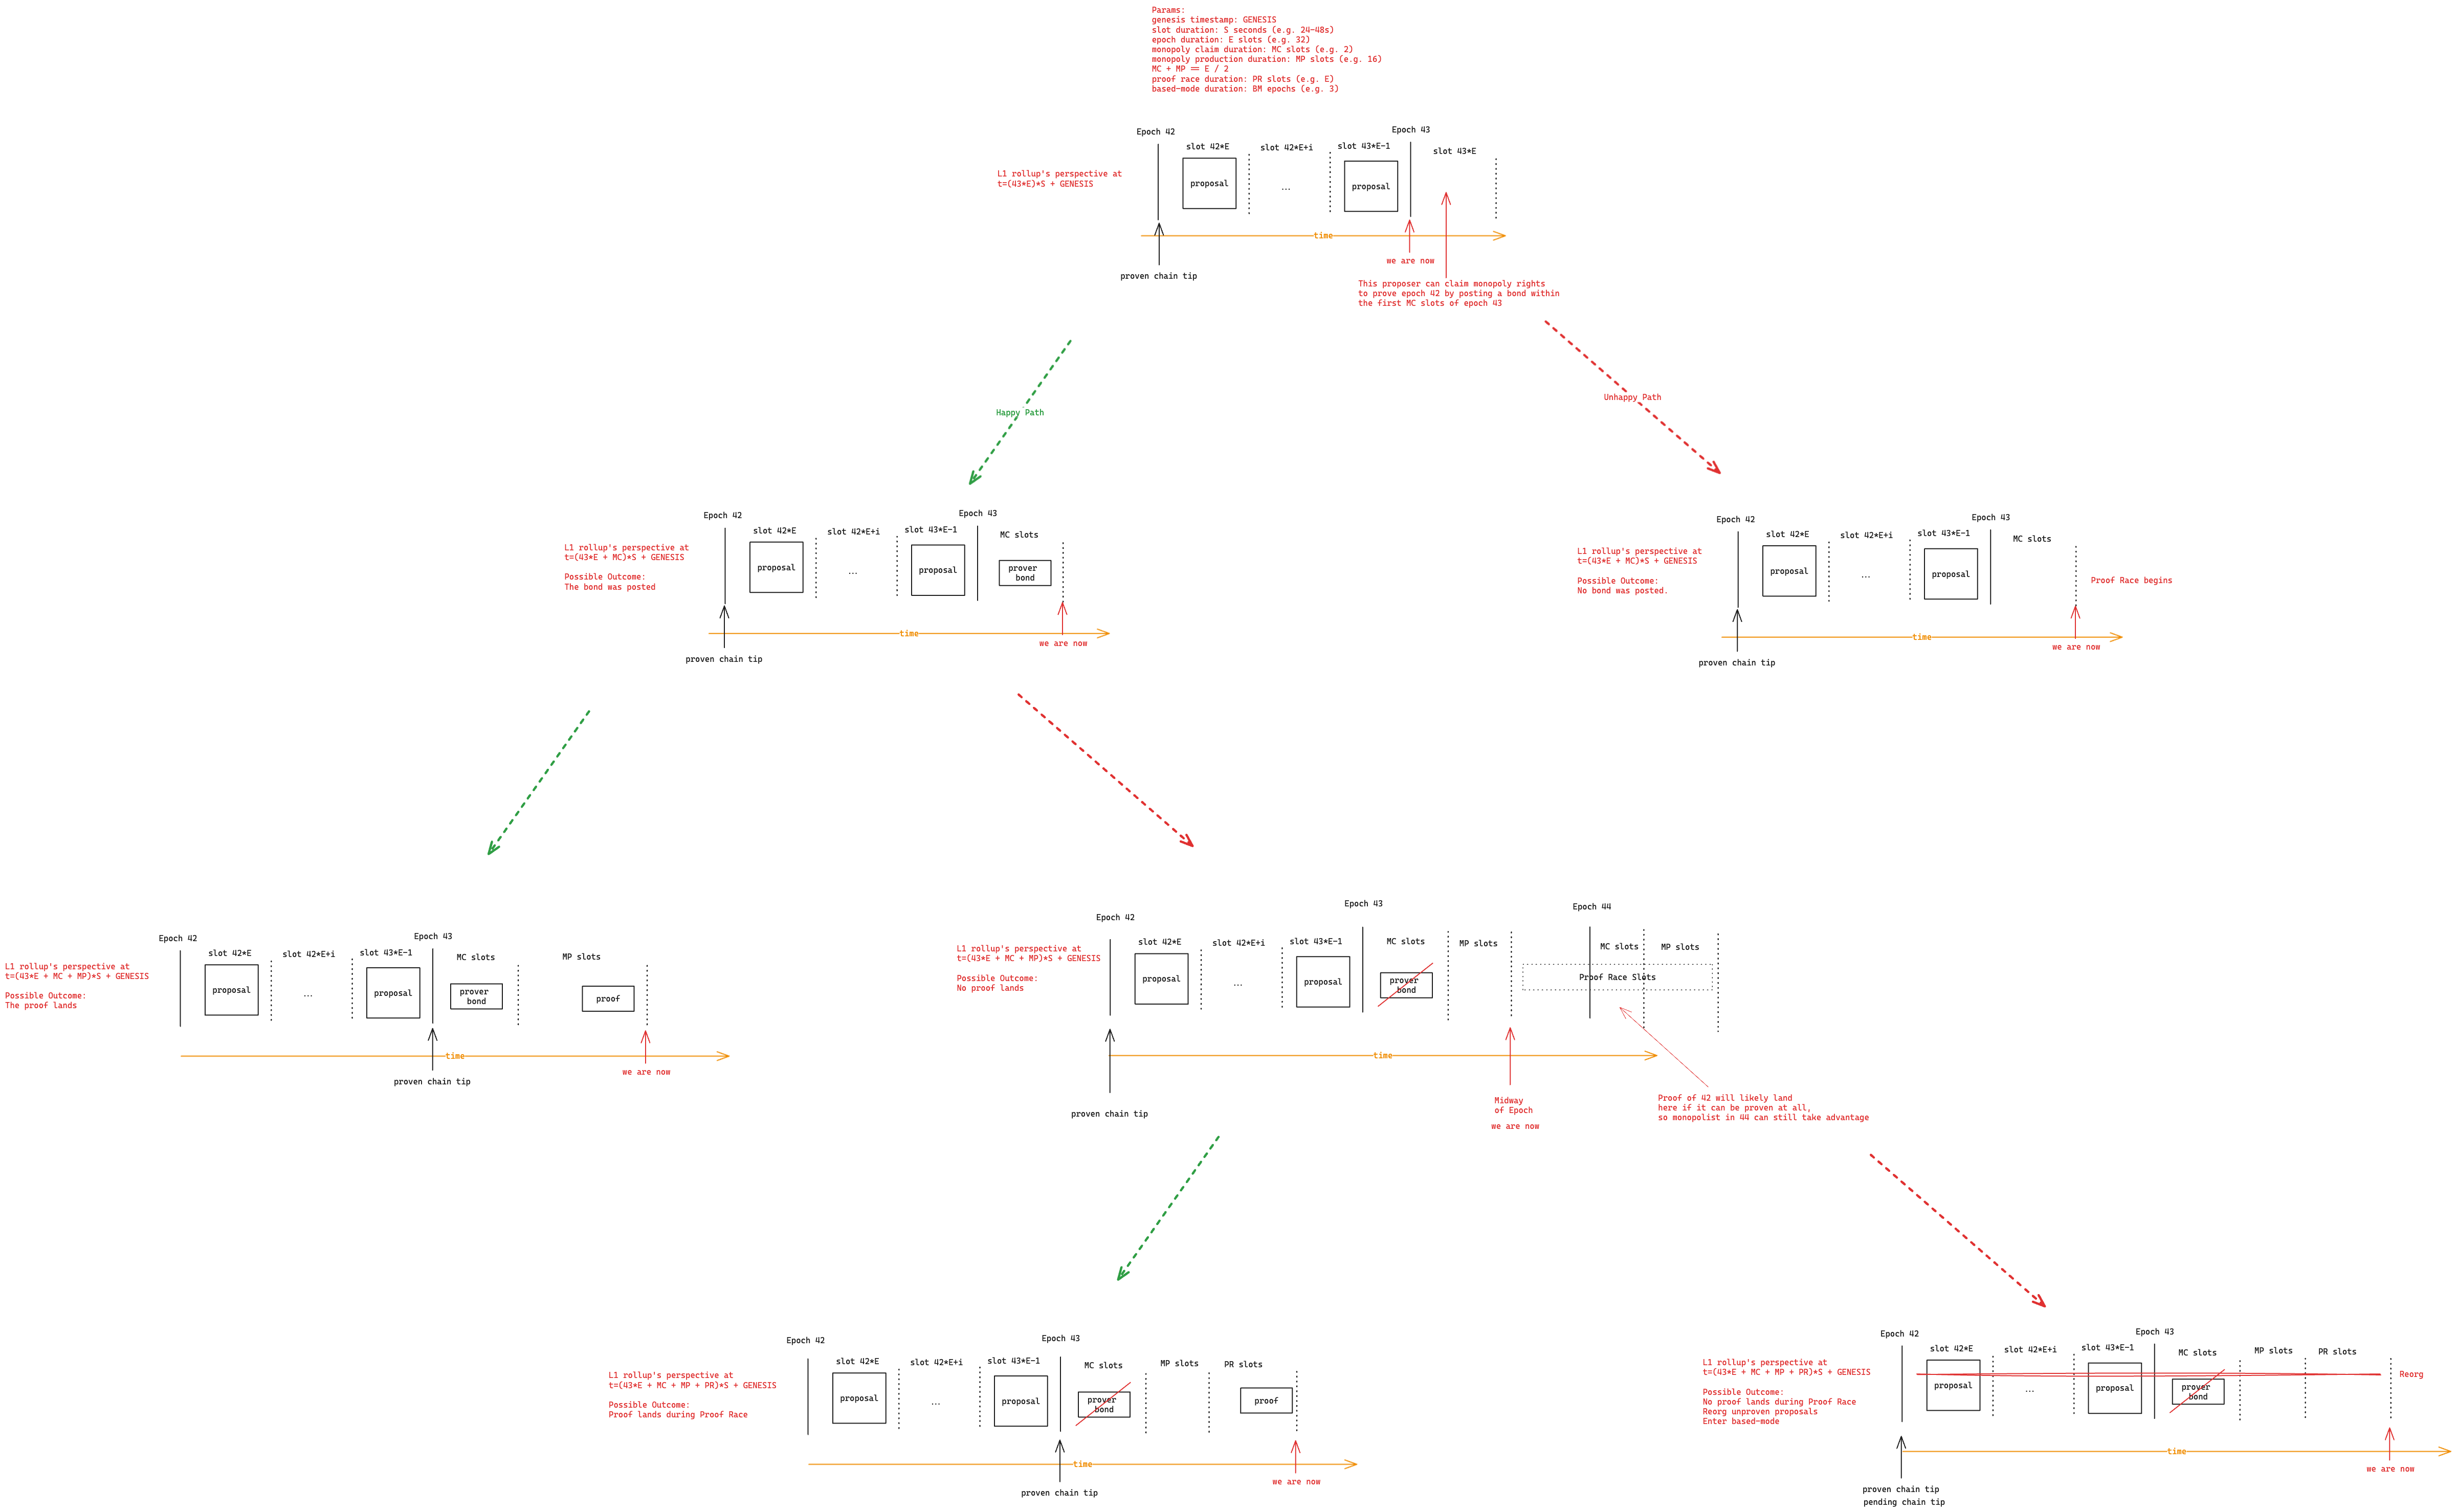 Params:
genesis timestamp: GENESIS
slot duration: S seconds (e.g. 24-48s)
epoch duration: E slots (e.g. 32)
monopoly claim duration: MC slots (e.g. 2)
monopoly production duration: MP slots (e.g. 16)
MC + MP == E / 2
proof race duration: PR slots (e.g. E)
based-mode duration: BM epochs (e.g. 3)
Epoch 42
Epoch 43
slot 42*E
slot 42*E+i
slot 43*E-1
slot 43*E
L1 rollup's perspective at
t=(43*E)*S + GENESIS
proposal
...
proposal
time
we are now
proven chain tip
This proposer can claim monopoly rights
to prove epoch 42 by posting a bond within
the first MC slots of epoch 43
Happy Path
Unhappy Path
Epoch 42
Epoch 43
slot 42*E
slot 42*E+i
slot 43*E-1
MC slots
L1 rollup's perspective at
t=(43*E + MC)*S + GENESIS
Possible Outcome:
The bond was posted
proposal
...
proposal
prover
bond
time
we are now
proven chain tip
Epoch 42
Epoch 43
slot 42*E
slot 42*E+i
slot 43*E-1
MC slots
L1 rollup's perspective at
t=(43*E + MC)*S + GENESIS
Possible Outcome:
No bond was posted.
proposal
...
proposal
Proof Race begins
time
we are now
proven chain tip
Epoch 42
Epoch 43
slot 42*E
slot 42*E+i
slot 43*E-1
MC slots
MP slots
L1 rollup's perspective at
t=(43*E + MC + MP)*S + GENESIS
Possible Outcome:
The proof lands
proposal
...
proposal
prover
bond
proof
time
we are now
proven chain tip
Epoch 42
Epoch 43
Epoch 44
slot 42*E
slot 42*E+i
slot 43*E-1
MC slots
MP slots
MC slots
MP slots
L1 rollup's perspective at
t=(43*E + MC + MP)*S + GENESIS
Possible Outcome:
No proof lands
proposal
...
proposal
prover
bond
Proof Race Slots
time
proven chain tip
Midway
of Epoch
we are now
Proof of 42 will likely land
here if it can be proven at all,
so monopolist in 44 can still take advantage
Epoch 42
Epoch 43
slot 42*E
slot 42*E+i
slot 43*E-1
MC slots
MP slots
PR slots
L1 rollup's perspective at
t=(43*E + MC + MP + PR)*S + GENESIS
Possible Outcome:
Proof lands during Proof Race
proposal
...
proposal
prover
bond
proof
time
we are now
proven chain tip
Epoch 42
Epoch 43
slot 42*E
slot 42*E+i
slot 43*E-1
MC slots
MP slots
PR slots
L1 rollup's perspective at
t=(43*E + MC + MP + PR)*S + GENESIS
Possible Outcome:
No proof lands during Proof Race
Reorg unproven proposals
Enter based-mode
proposal
...
proposal
prover
bond
Reorg
time
we are now
proven chain tip
pending chain tip